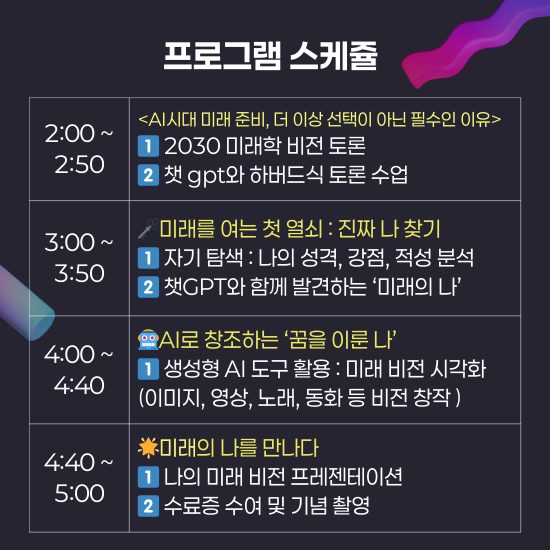 프로그램 스케쥴
2:00 ~
2:50
<AI시대 미래 준비, 더 이상 선택이 아닌 필수인 이유>
1 2030 미래학 비전 토론
2 챗 gpt와 하버드식 토론 수업
3:00 ~
3:50
미래를 여는 첫 열쇠 : 진짜 나 찾기
1 자기 탐색 : 나의 성격, 강점, 적성 분석
2 챗GPT와 함께 발견하는 ‘미래의 나’
4:00 ~
4:40
AI로 창조하는 ‘꿈을 이룬 나’
1 생성형 AI 도구 활용 : 미래 비전 시각화
(이미지, 영상, 노래, 동화 등 비전 창작 )
4:40 ~
5:00
미래의 나를 만나다
1 나의 미래 비전 프레젠테이션
2 수료증 수여 및 기념 촬영